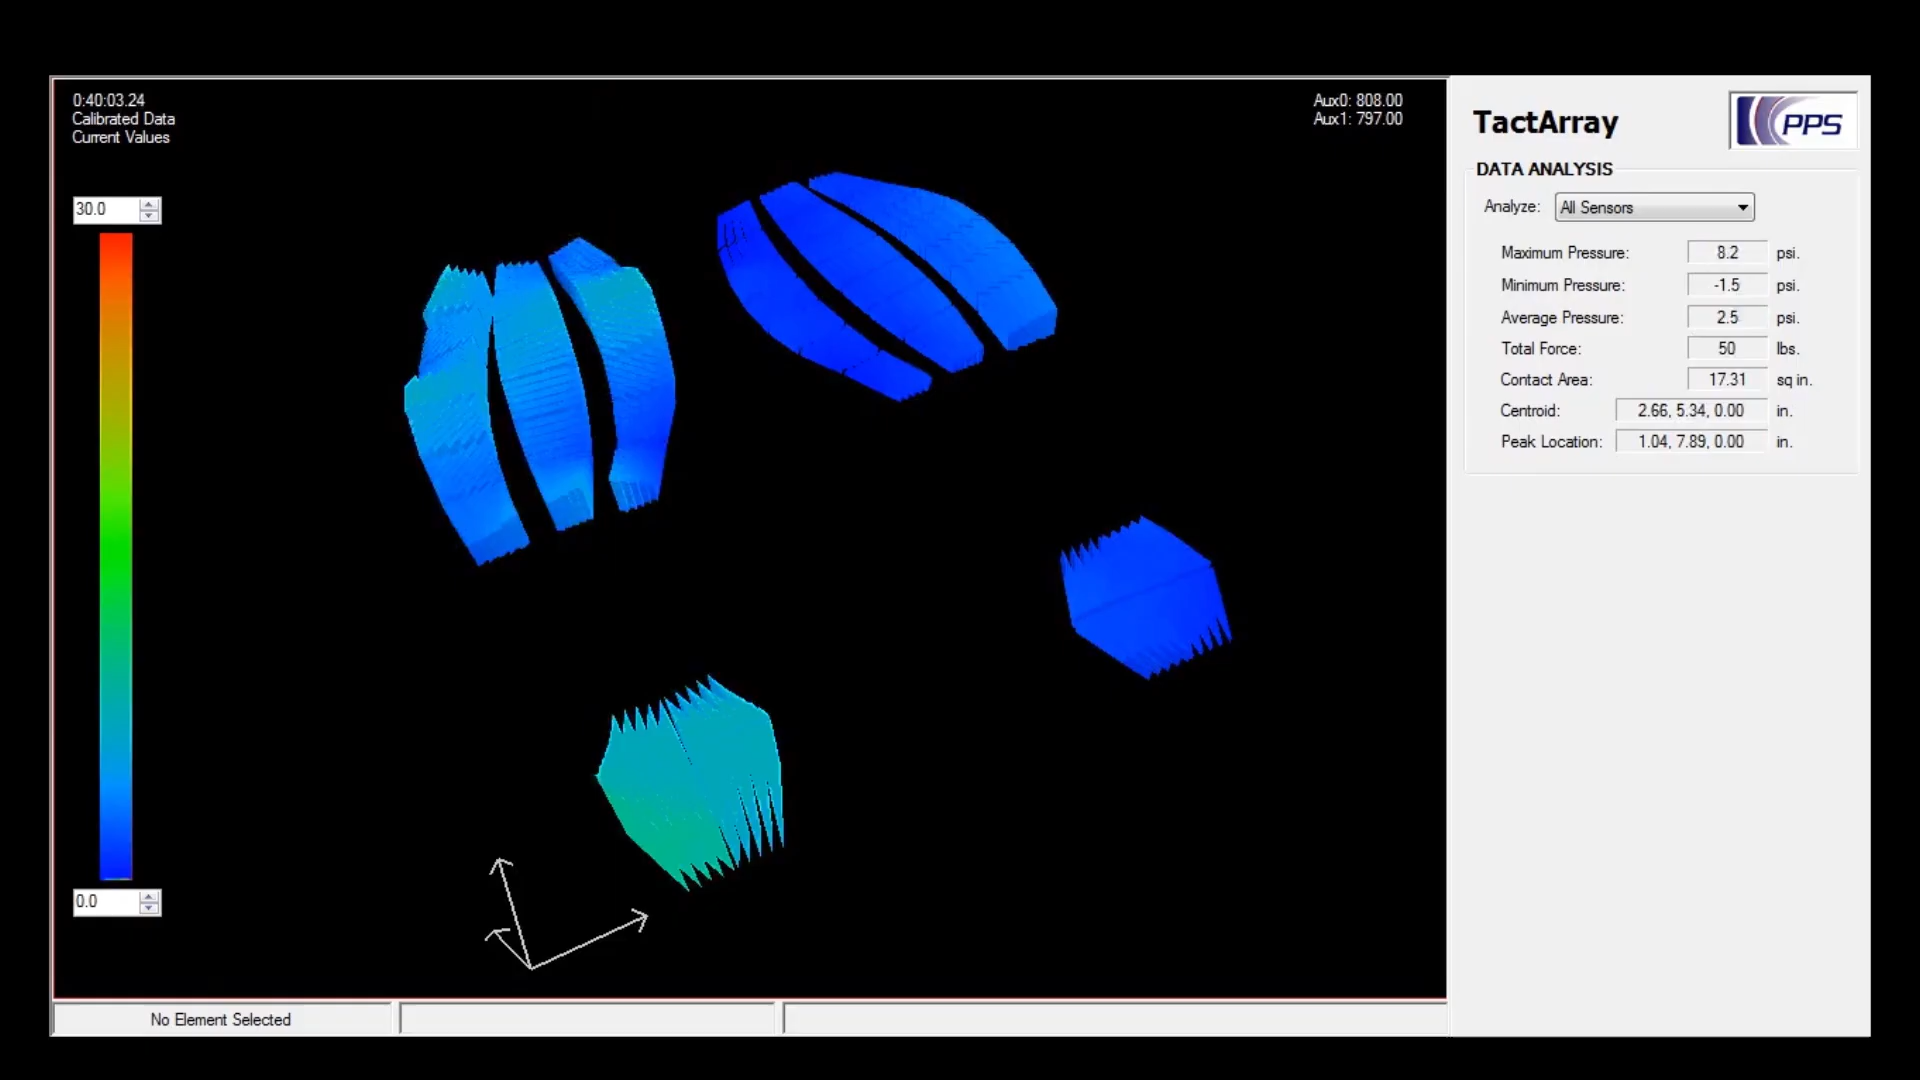 0:40:03.24
Calibrated Data
Current Values
Aux0: 808.00
Aux1: 797.00
30.0
0.0
No Element Selected
TactArray
PPS
DATA ANALYSIS
Analyze: All Sensors
Maximum Pressure: 8.2 psi.
Minimum Pressure: -1.5 psi.
Average Pressure: 2.5 psi.
Total Force: 50 lbs.
Contact Area: 17.31 sq in.
Centroid: 2.66, 5.34, 0.00 in.
Peak Location: 1.04, 7.89, 0.00 in.